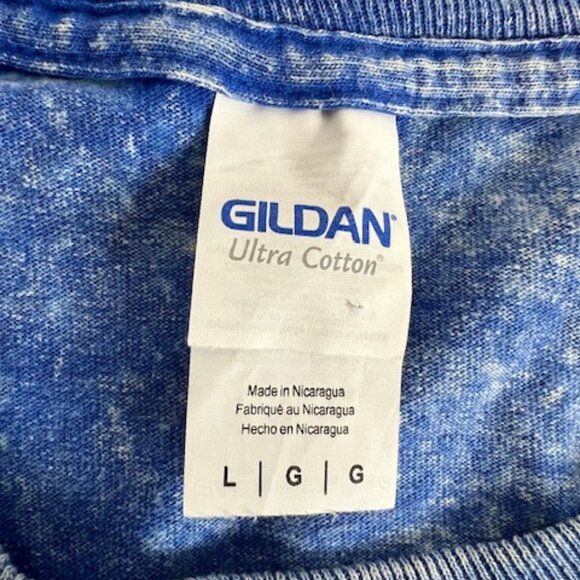 GILDAN®
Ultra Cotton®
Made in Nicaragua
Fabriqué au Nicaragua
Hecho en Nicaragua
L | G | G